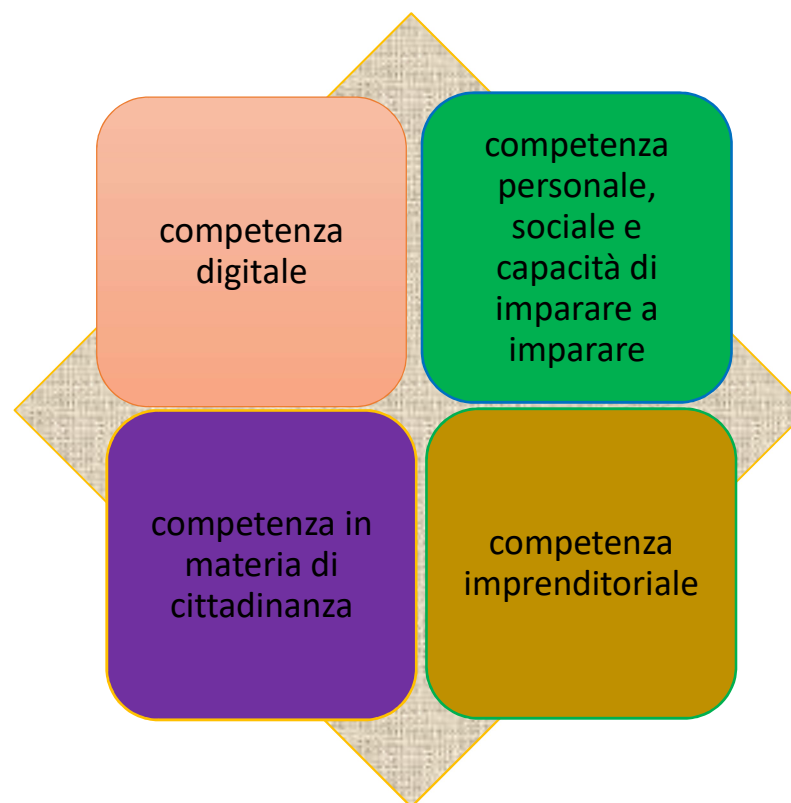 competenza
digitale
competenza
personale,
sociale e
capacità di
imparare a
imparare
competenza in
materia di
cittadinanza
competenza
imprenditoriale